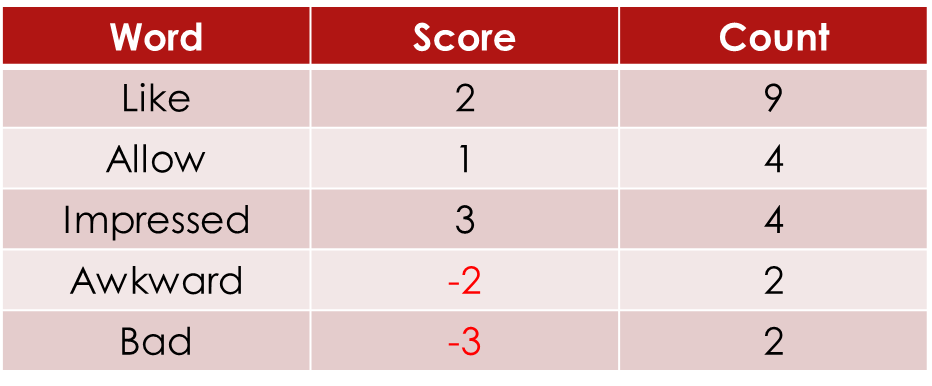 Word Score Count
Like 2 9
Allow 1 4
Impressed 3 4
Awkward -2 2
Bad -3 2